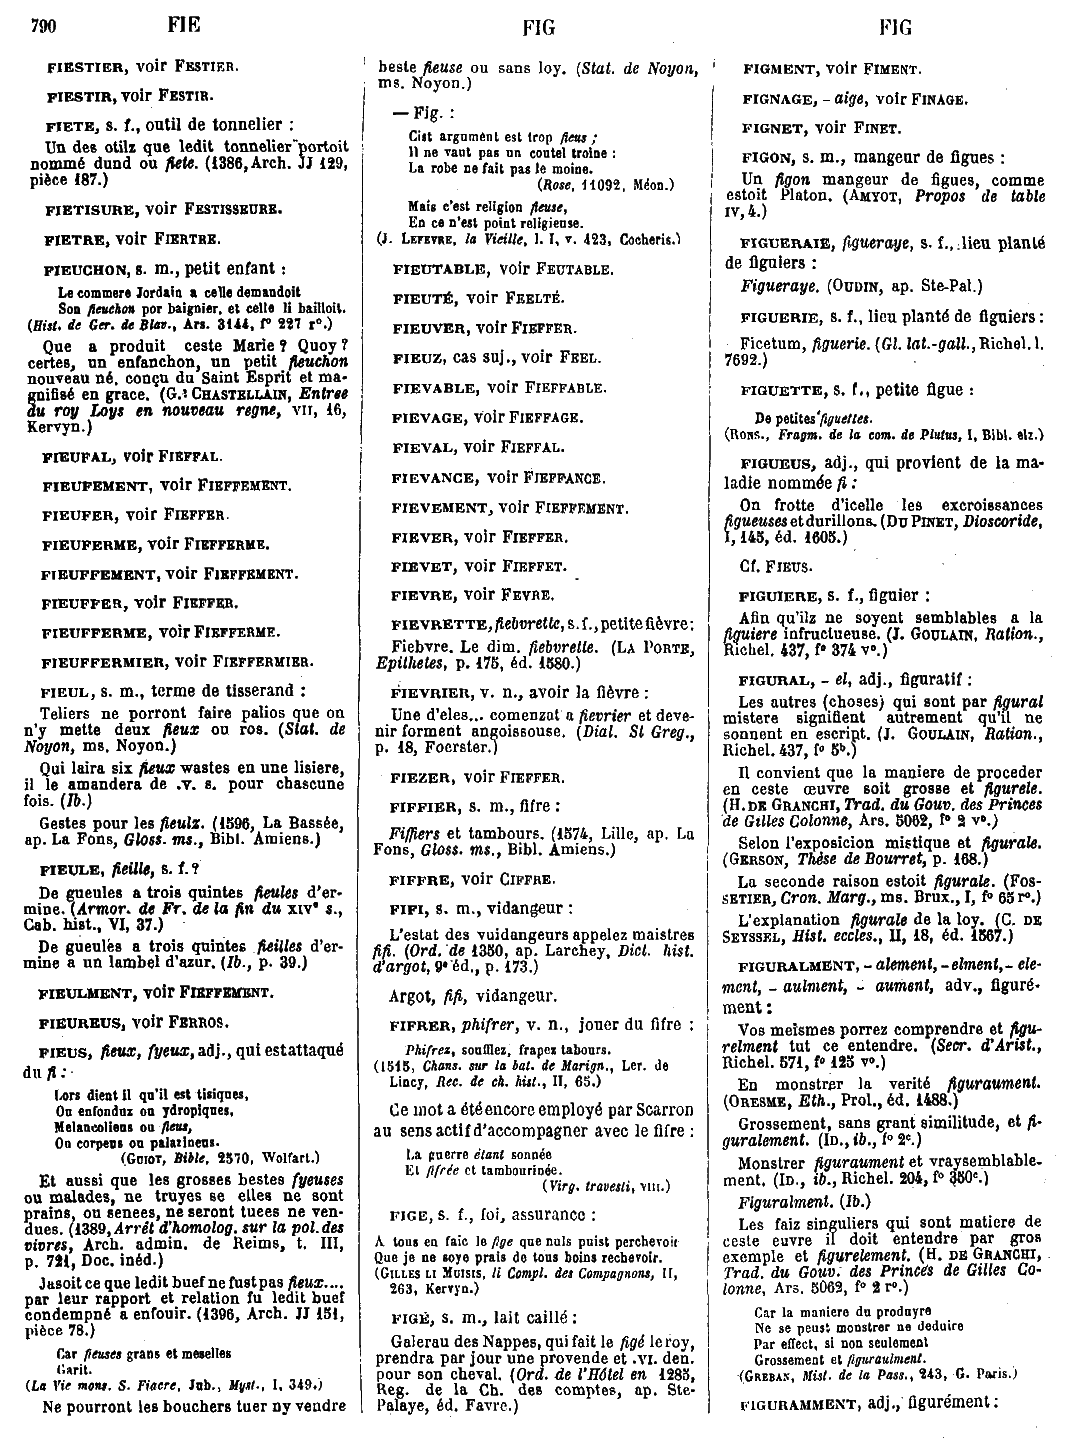 790 FIE FIG FIG
FIESTIER, voir FESTIER.
FIESTIR, voir FESTIR.
FIETE, s. f., outil de tonnelier :
Un des otilz que ledit tonnelier portoit
nommé dund ou fiete. (1386, Arch. JJ 129,
pièce 187.)
FIETISURE, voir FESTISSEURE.
FIETRE, voir FIERTRE.
FIEUCHON, s. m., petit enfant :
Le commere Jordain a celle demandoit
Son fieuchon por baignier, et celle li bailloit.
(Hist. de Ger. de Blav., Ars. 3144, f° 227 r°.)
Que a produit ceste Marie ? Quoy ?
certes, un enfanchon, un petit fieuchon
nouveau né, conçu du Saint Esprit et ma-
gnifisé en grace. (G. CHASTELLAIN, Entree
du roy Loys en nouveau regne, VII, 16,
Kervyn.)
FIEUFAL, voir FIEFFAL.
FIEUFEMENT, voir FIEFFEMENT.
FIEUFER, voir FIEFFER.
FIEUFERME, voir FIEFFERME.
FIEUFFEMENT, voir FIEFFEMENT.
FIEUFFER, voir FIEFFER.
FIEUFFERME, voir FIEFFERME.
FIEUFFERMIER, voir FIEFFERMIER.
FIEUL, s. m., terme de tisserand :
Teliers ne porront faire palios que on
n'y mette deux fieux ou ros. (Stat. de
Noyon, ms. Noyon.)
Qui laira six fieux wastes en une lisiere,
il le amandera de .v. s. pour chascune
fois. (Ib.)
Gestes pour les fieulz. (1596, La Bassée,
ap. La Fons, Gloss. ms., Bibl. Amiens.)
FIEULE, fieille, s. f. ?
De gueules a trois quintes fieules d'er-
mine. (Armor. de Fr. de la fin du XIVe s.,
Cab. hist., VI, 37.)
De gueules a trois quintes fieilles d'er-
mine a un lambel d'azur. (Ib., p. 39.)
FIEULMENT, voir FIEFFEMENT.
FIEUREUS, voir FERROS.
FIEUS, fieux, fyeux, adj., qui est attaqué
du fi :
Lors dient il qu'il est tisiques,
Ou enfonduz ou ydropiques,
Melancoliens ou fieus,
Ou corpeus ou palatineus.
(GUIOT, Bible, 2570, Wolfart.)
Et aussi que les grosses bestes fyeuses
ou malades, ne truyes se elles ne sont
prains, ou senees, ne seront tuees ne ven-
dues. (1389, Arrêt d'homolog. sur la pol. des
vivres, Arch. admin. de Reims, t. III,
p. 721, Doc. inéd.)
Jasoit ce que ledit buef ne fust pas fieux....
par leur rapport et relation fu ledit buef
condempné a enfouir. (1396, Arch. JJ 151,
pièce 78.)
Car fieuses grans et meselles
Garit.
(La Vie mons. S. Fiacre, Jub., Myst., I, 349.)
Ne pourront les bouchers tuer ny vendre
beste fieuse ou sans loy. (Stat. de Noyon,
ms. Noyon.)
— Fig. :
Cist argument est trop fieus ;
Il ne vaut pas un coutel troine :
La robe ne fait pas le moine.
(Rose, 11092, Méon.)
Mais c'est religion fieuse,
En ce n'est point religieuse.
(J. LEFEVRE, la Vieille, l. I, v. 423, Cocheris.)
FIEUTABLE, voir FEUTABLE.
FIEUTÉ, voir FEELTÉ.
FIEUVER, voir FIEFFER.
FIEUZ, cas suj., voir FEEL.
FIEVABLE, voir FIEFFABLE.
FIEVAGE, voir FIEFFAGE.
FIEVAL, voir FIEFFAL.
FIEVANCE, voir FIEFFANCE.
FIEVEMENT, voir FIEFFEMENT.
FIEVER, voir FIEFFER.
FIEVET, voir FIEFFET.
FIEVRE, voir FEVRE.
FIEVRETTE, fiebvrette, s. f., petite fièvre :
Fiebvre. Le dim. fiebvrette. (LA PORTE,
Epithetes, p. 175, éd. 1580.)
FIEVRIER, v. n., avoir la fièvre :
Une d'eles... comenzat a fievrier et deve-
nir forment angoissouse. (Dial. St Greg.,
p. 18, Foerster.)
FIEZER, voir FIEFFER.
FIFFIER, s. m., fifre :
Fiffiers et tambours. (1574, Lille, ap. La
Fons, Gloss. ms., Bibl. Amiens.)
FIFFRE, voir CIFFRE.
FIFI, s. m., vidangeur :
L'estat des vuidangeurs appelez maistres
fifi. (Ord. de 1350, ap. Larchey, Dict. hist.
d'argot, 9e éd., p. 173.)
Argot, fifi, vidangeur.
FIFRER, phifrer, v. n., jouer du fifre :
Phifrez, soufflez, frapez tabours.
(1515, Chans. sur la bat. de Marign., Ler. de
Lincy, Rec. de ch. hist., II, 65.)
Ce mot a été encore employé par Scarron
au sens actif d'accompagner avec le fifre :
La guerre étant sonnée
Et fifrée et tambourinée.
(Virg. travesti, VIII.)
FIGE, s. f., foi, assurance :
A tous en faic le fige que nuls puist perchevoir
Que je ne soye prais de tous boins rechevoir.
(GILLES LI MUISIS, li Compl. des Compagnons, II,
263, Kervyn.)
FIGÉ, s. m., lait caillé :
Galerau des Nappes, qui fait le figé le roy,
prendra par jour une provende et .VI. den.
pour son cheval. (Ord. de l'Hôtel en 1285,
Reg. de la Ch. des comptes, ap. Ste-
Palaye, éd. Favre.)
FIGMENT, voir FIMENT.
FIGNAGE, - aige, voir FINAGE.
FIGNET, voir FINET.
FIGON, s. m., mangeur de figues :
Un figon mangeur de figues, comme
estoit Platon. (AMYOT, Propos de table
IV, 4.)
FIGUERAIE, figueraye, s. f., lieu planté
de figuiers :
Figueraye. (OUDIN, ap. Ste-Pal.)
FIGUERIE, s. f., lieu planté de figuiers :
Ficetum, figuerie. (Gl. lat.-gall., Richel. l.
7692.)
FIGUETTE, s. f., petite figue :
De petites figuettes.
(RONS., Fragm. de la com. de Plutus, I, Bibl. elz.)
FIGUEUS, adj., qui provient de la ma-
ladie nommée fi :
On frotte d'icelle les excroissances
figueuses et durillons. (DU PINET, Dioscoride,
I, 145, éd. 1605.)
Cf. FIEUS.
FIGUIERE, s. f., figuier :
Afin qu'ilz ne soyent semblables a la
figuiere infructueuse. (J. GOULAIN, Ration.,
Richel. 437, f° 374 v°.)
FIGURAL, - el, adj., figuratif :
Les autres (choses) qui sont par figural
mistere signifient autrement qu'il ne
sonnent en escript. (J. GOULAIN, Ration.,
Richel. 437, f° 5b.)
Il convient que la maniere de proceder
en ceste œuvre soit grosse et figurele.
(H. DE GRANCHI, Trad. du Gouv. des Princes
de Gilles Colonne, Ars. 5062, f° 2 v°.)
Selon l'exposicion mistique et figurale.
(GERSON, Thèse de Bourret, p. 168.)
La seconde raison estoit figurale. (FOS-
SETIER, Cron. Marg., ms. Brux., I, f° 65 r°.)
L'explanation figurale de la loy. (C. DE
SEYSSEL, Hist. eccles., II, 18, éd. 1567.)
FIGURALMENT, - alement, - elment, - ele-
ment, - aulment, - aument, adv., figuré-
ment :
Vos meismes porrez comprendre et figu-
relment tut ce entendre. (Secr. d'Arist.,
Richel. 571, f° 125 v°.)
En monstrer la verité figuraument.
(ORESME, Eth., Prol., éd. 1488.)
Grossement, sans grant similitude, et fi-
guralement. (ID., ib., f° 2c.)
Monstrer figuraument et vraysemblable-
ment. (ID., ib., Richel. 204, f° 350c.)
Figuralment. (Ib.)
Les faiz singuliers qui sont matiere de
ceste euvre il doit entendre par gros
exemple et figurelement. (H. DE GRANCHI,
Trad. du Gouv. des Princes de Gilles Co-
lonne, Ars. 5062, f° 2 r°.)
Car la maniere du produyre
Ne se peust monstrer ne deduire
Par effect, si non seulement
Grossement et figuraulment.
(GREBAN, Mist. de la Pass., 243, G. Paris.)
FIGURAMMENT, adj., figurément :